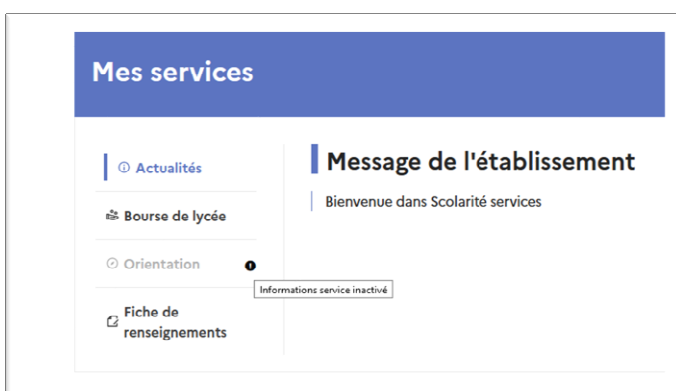 Mes services
Actualités
Bourse de lycée
Orientation
Informations service inactivé
Fiche de
renseignements
Message de l'établissement
Bienvenue dans Scolarité services